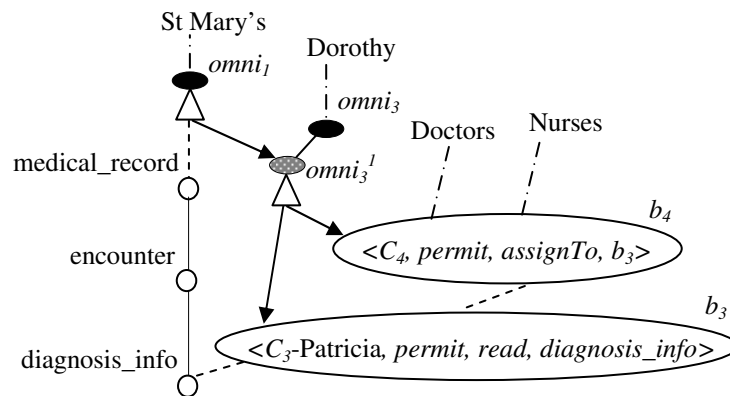 St Mary's
Dorothy
omni₁
omni₃
Doctors
Nurses
medical_record
omni₃¹
b₄
<C₄, permit, assignTo, b₃>
encounter
b₃
diagnosis_info
<C₃-Patricia, permit, read, diagnosis_info>